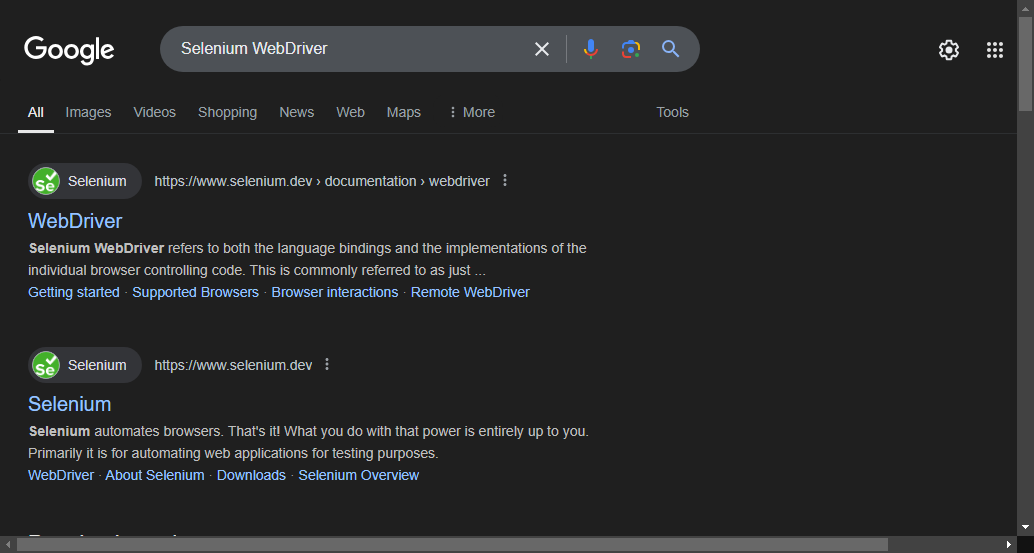 Google
Selenium WebDriver
All Images Videos Shopping News Web Maps More Tools
Selenium https://www.selenium.dev › documentation › webdriver
WebDriver
Selenium WebDriver refers to both the language bindings and the implementations of the
individual browser controlling code. This is commonly referred to as just ...
Getting started · Supported Browsers · Browser interactions · Remote WebDriver
Selenium https://www.selenium.dev
Selenium
Selenium automates browsers. That's it! What you do with that power is entirely up to you.
Primarily it is for automating web applications for testing purposes.
WebDriver · About Selenium · Downloads · Selenium Overview